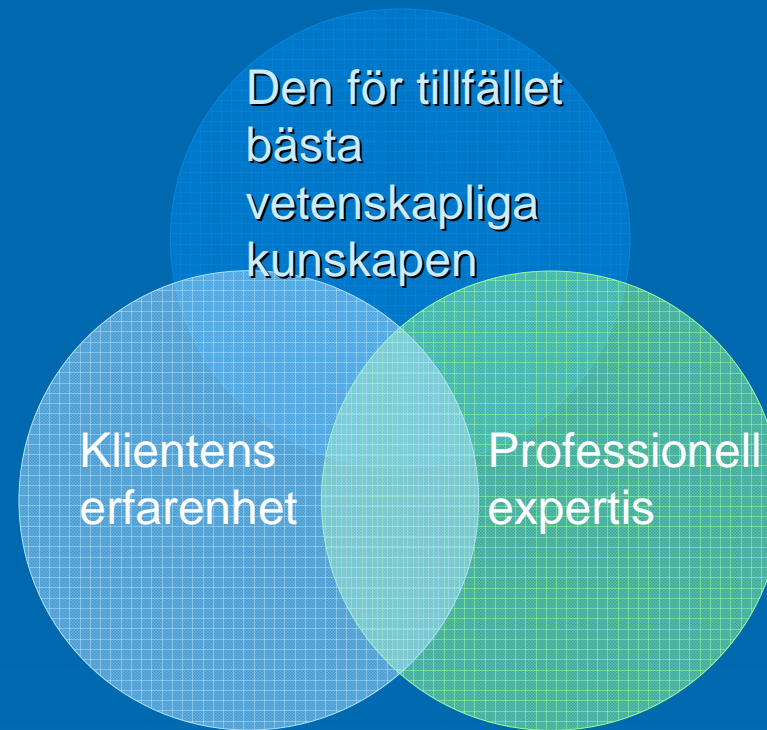 Den för tillfället
bästa
vetenskapliga
kunskapen
Klientens
erfarenhet
Professionell
expertis